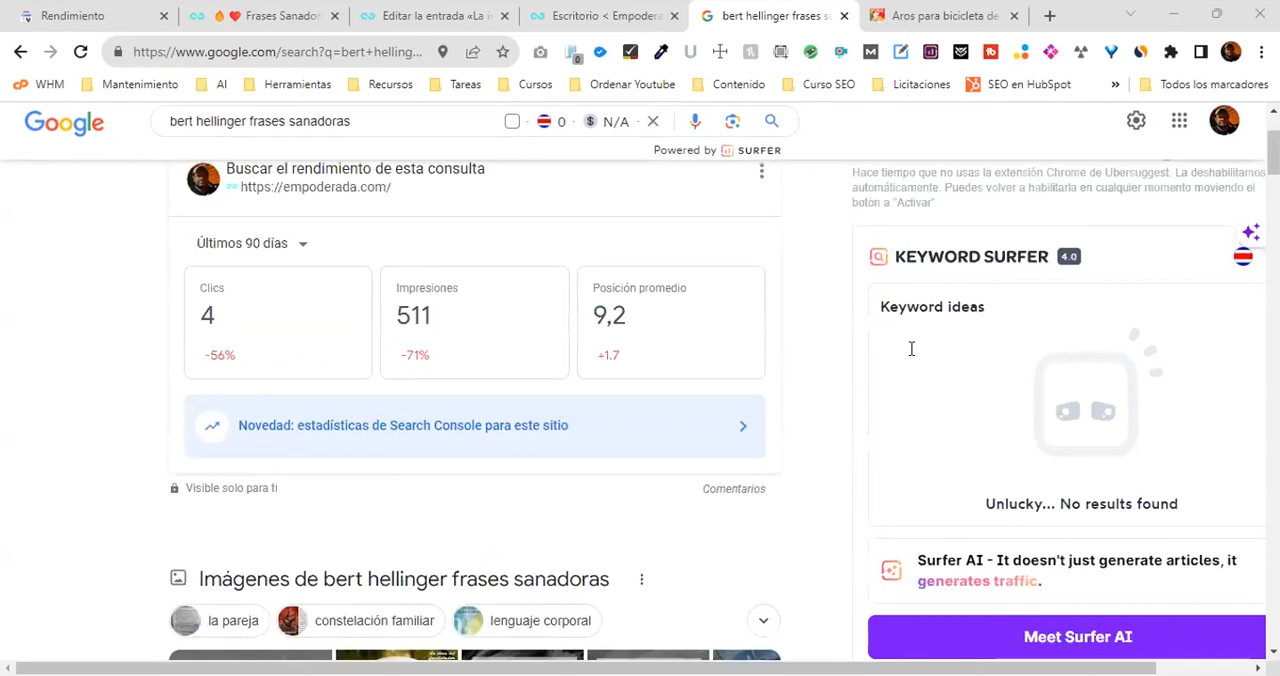 Rendimiento
🔥❤️ Frases Sanador
Editar la entrada «La i
Escritorio < Empodera
bert hellinger frases sa
Aros para bicicleta de
https://www.google.com/search?q=bert+helling...
0
WHM
Mantenimiento
AI
Herramientas
Recursos
Tareas
Cursos
Ordenar Youtube
Contenido
Curso SEO
Licitaciones
SEO en HubSpot
»
Todos los marcadores
Google
bert hellinger frases sanadoras
0 · $ N/A ·
Powered by SURFER
Buscar el rendimiento de esta consulta
https://empoderada.com/
Últimos 90 días
Clics
4
-56%
Impresiones
511
-71%
Posición promedio
9,2
+1.7
Novedad: estadísticas de Search Console para este sitio
Visible solo para ti
Comentarios
Imágenes de bert hellinger frases sanadoras
la pareja
constelación familiar
lenguaje corporal
Hace tiempo que no usas la extensión Chrome de Ubersuggest. La deshabilitamos
automáticamente. Puedes volver a habilitarla en cualquier momento moviendo el
botón a "Activar"
KEYWORD SURFER 4.0
Keyword ideas
Unlucky... No results found
Surfer AI - It doesn't just generate articles, it
generates traffic.
Meet Surfer AI